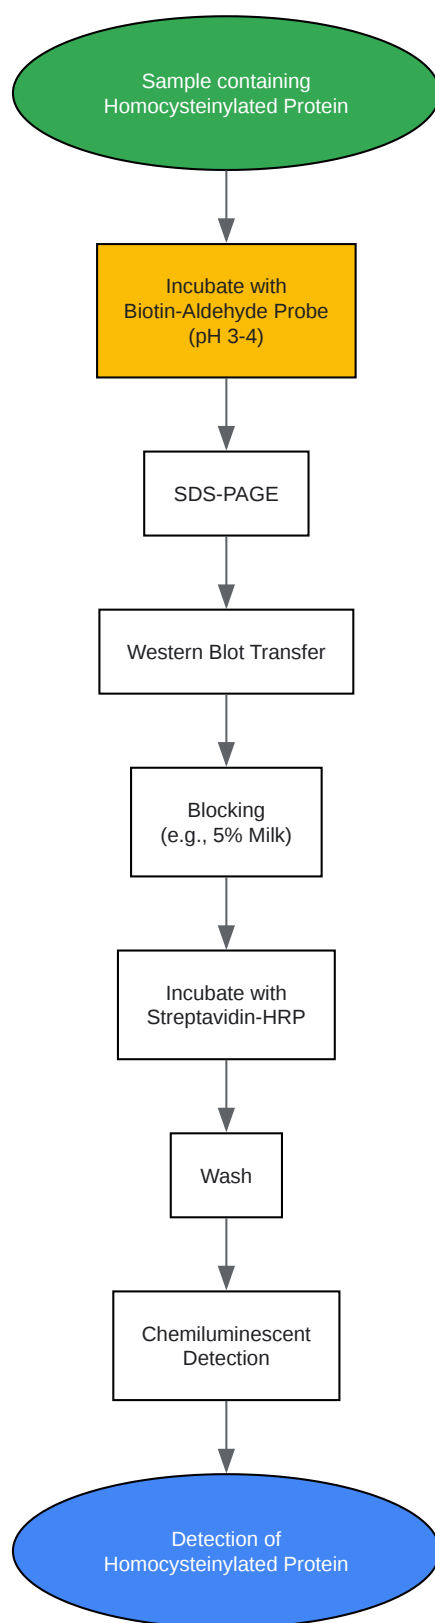 Sample containing
Homocysteinylated Protein
Incubate with
Biotin-Aldehyde Probe
(pH 3-4)
SDS-PAGE
Western Blot Transfer
Blocking
(e.g., 5% Milk)
Incubate with
Streptavidin-HRP
Wash
Chemiluminescent
Detection
Detection of
Homocysteinylated Protein